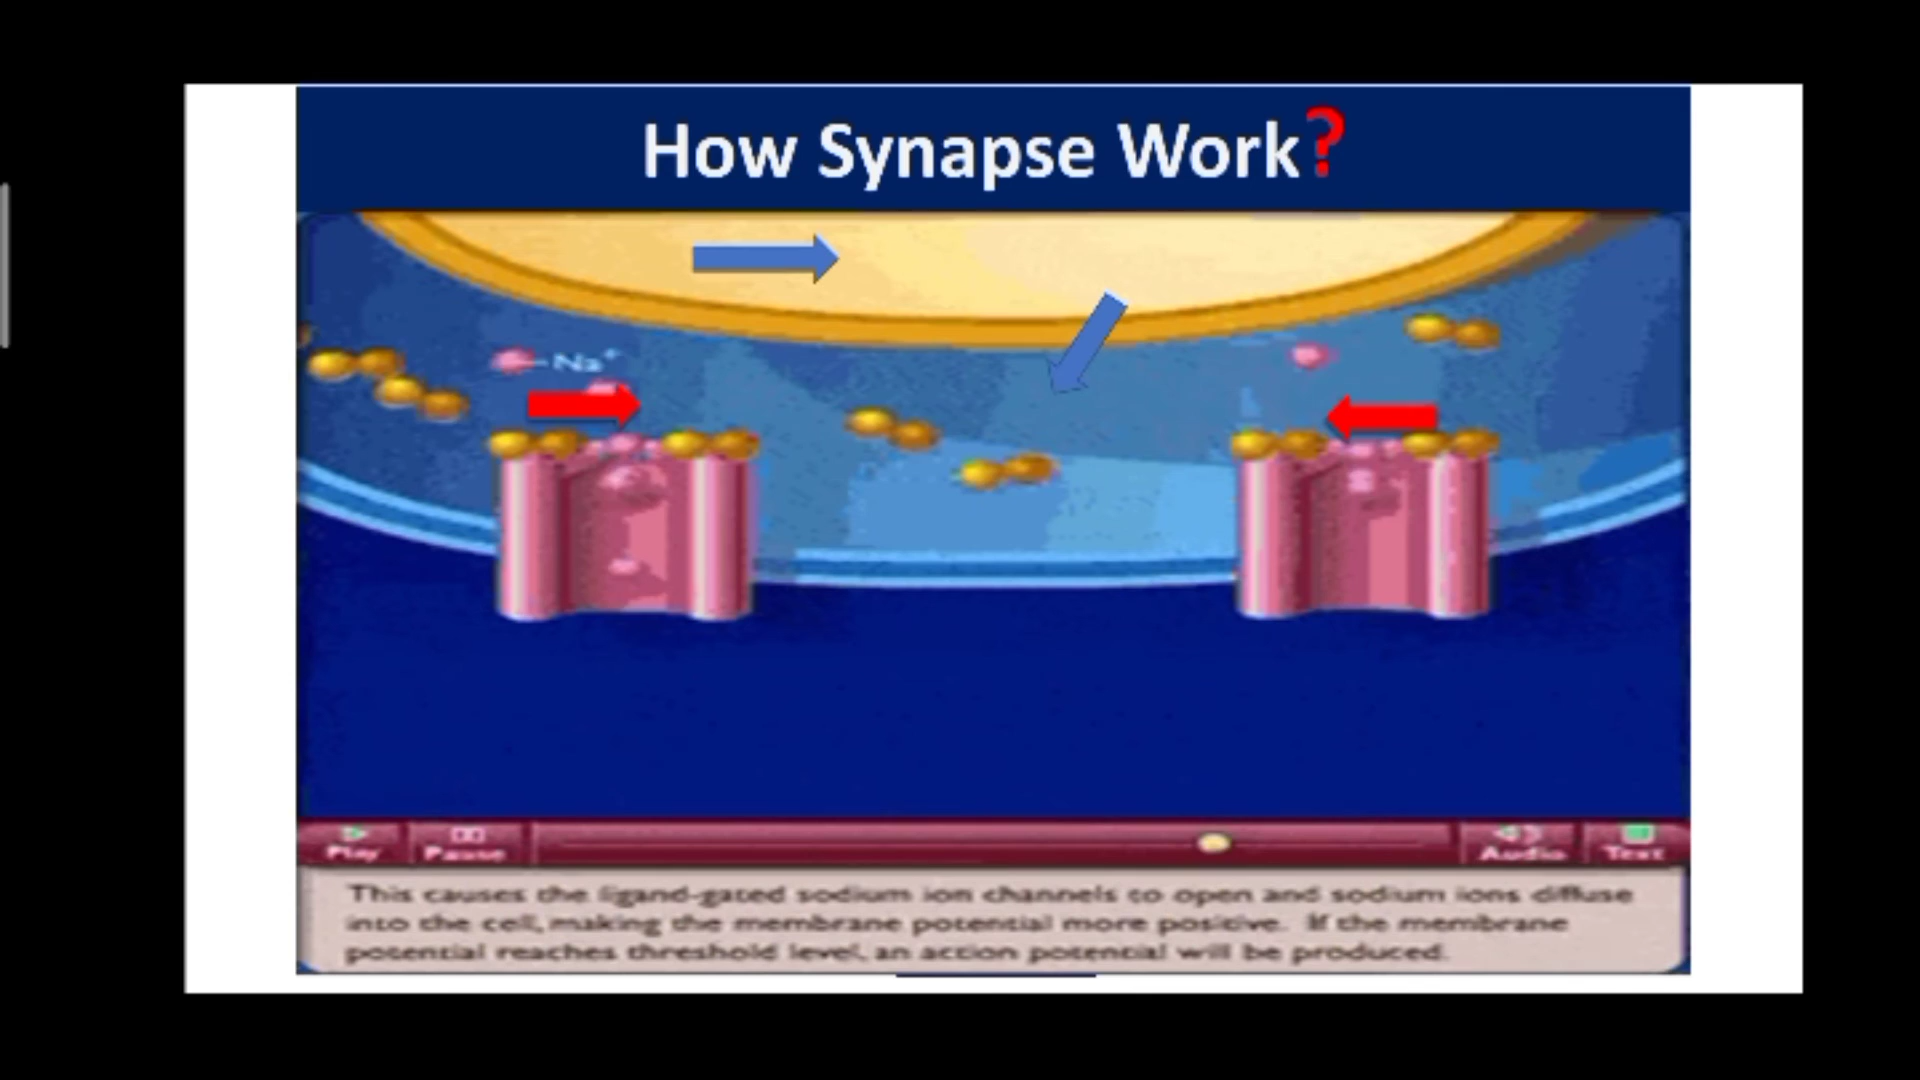 How Synapse Work?
Na⁺
Play
Pause
Audio
Text
This causes the ligand-gated sodium ion channels to open and sodium ions diffuse
into the cell, making the membrane potential more positive. If the membrane
potential reaches threshold level, an action potential will be produced.